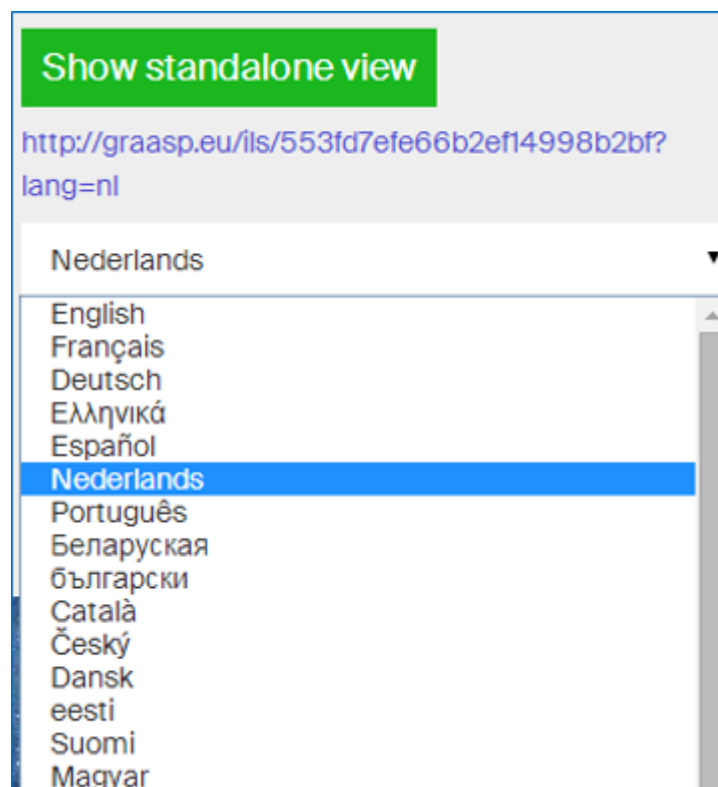 Show standalone view
http://graasp.eu/ils/553fd7efe66b2ef14998b2bf?
lang=nl
Nederlands
English
Français
Deutsch
Ελληνικά
Español
Nederlands
Português
Беларуская
български
Català
Český
Dansk
eesti
Suomi
Magyar